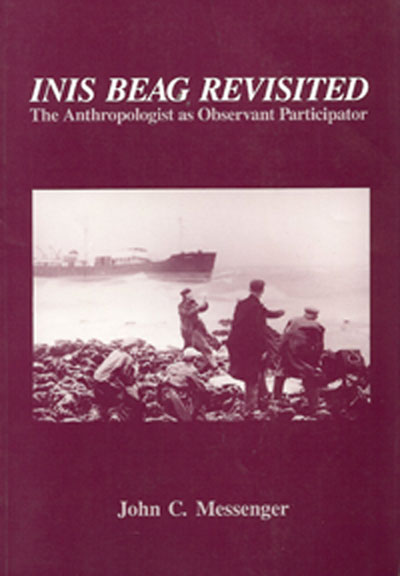 INIS BEAG REVISITED
The Anthropologist as Observant Participator
John C. Messenger